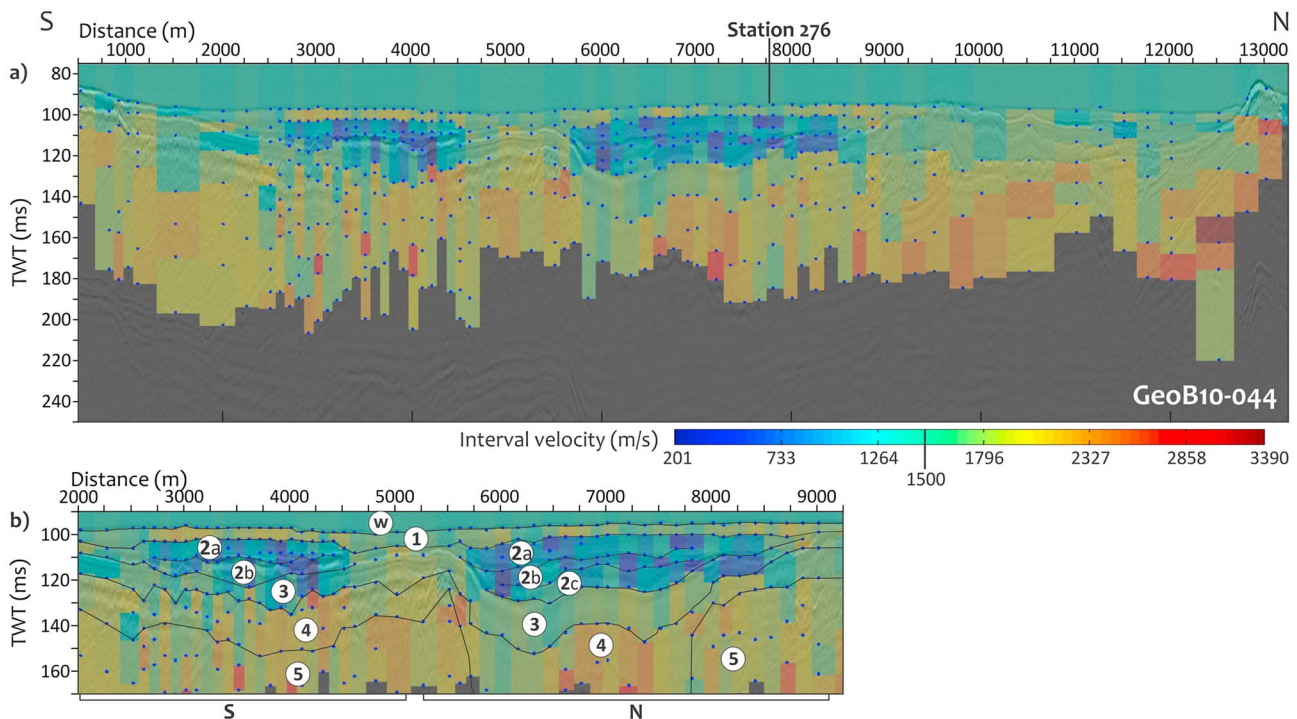 S N
Distance (m) Station 276
1000 2000 3000 4000 5000 6000 7000 8000 9000 10000 11000 12000 13000
a)
80
100
120
140
160
180
200
220
240
TWT (ms)
GeoB10-044
Interval velocity (m/s)
201 733 1264 1500 1796 2327 2858 3390
Distance (m)
2000 3000 4000 5000 6000 7000 8000 9000
b)
100
120
140
160
TWT (ms)
w
1
2a 2a
2b 2b 2c
3 3
4 4
5 5
S N